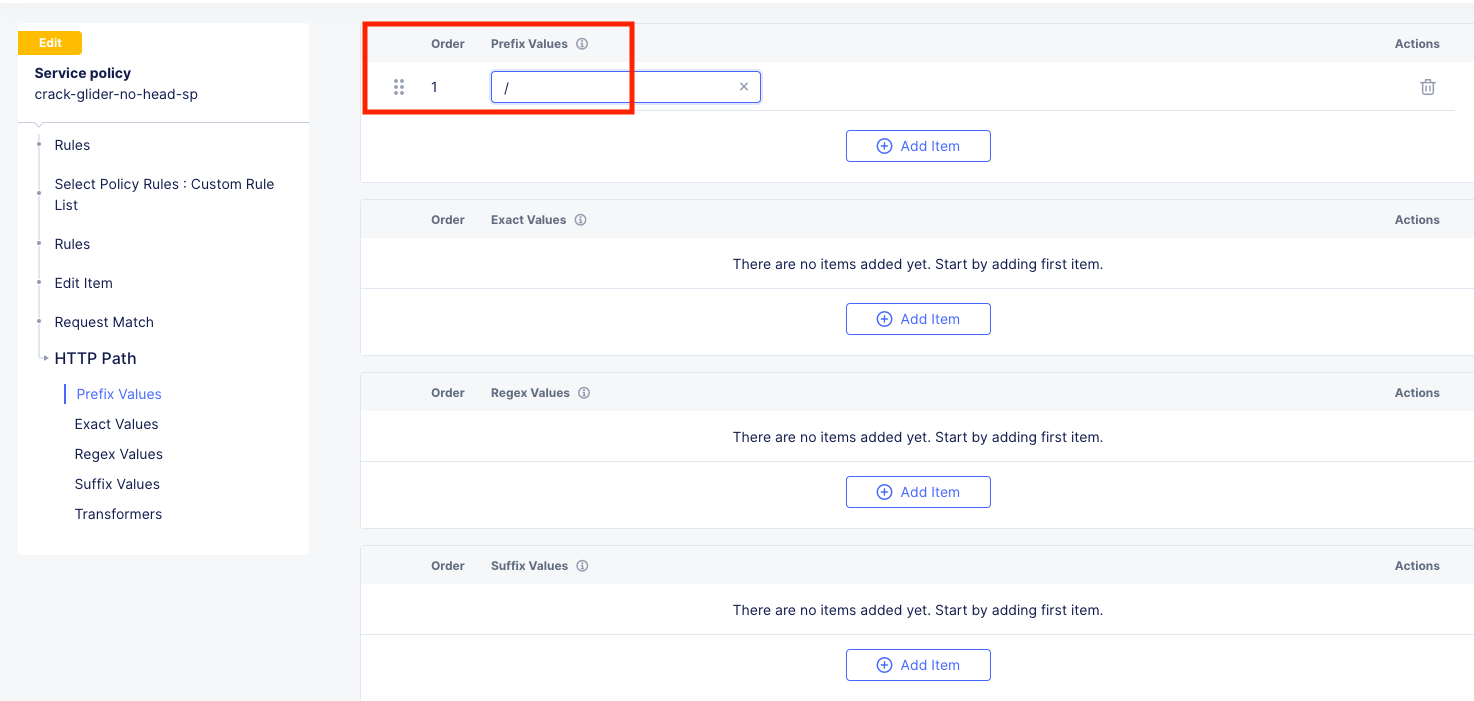 Edit
Service policy
crack-glider-no-head-sp
Rules
Select Policy Rules : Custom Rule
List
Rules
Edit Item
Request Match
HTTP Path
Prefix Values
Exact Values
Regex Values
Suffix Values
Transformers
Order Prefix Values Actions
1 /
Add Item
Order Exact Values Actions
There are no items added yet. Start by adding first item.
Add Item
Order Regex Values Actions
There are no items added yet. Start by adding first item.
Add Item
Order Suffix Values Actions
There are no items added yet. Start by adding first item.
Add Item